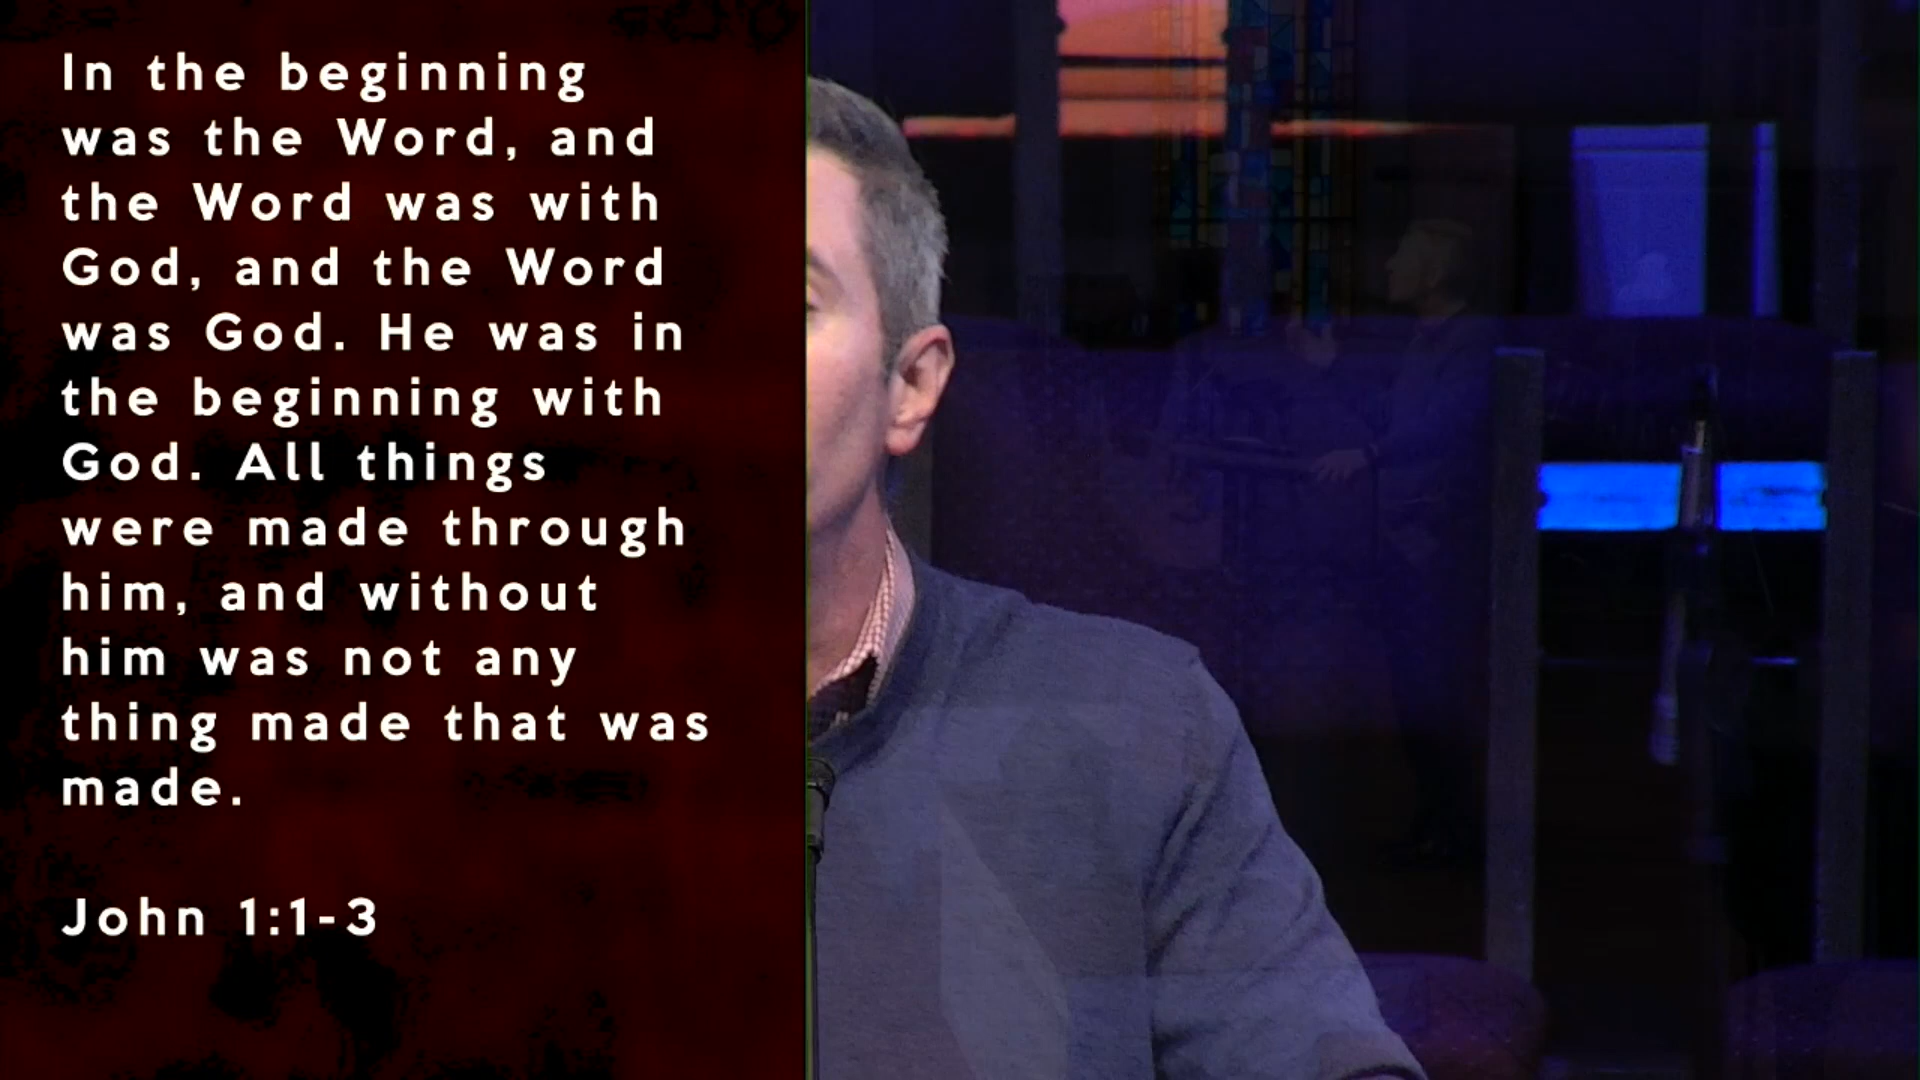 In the beginning
was the Word, and
the Word was with
God, and the Word
was God. He was in
the beginning with
God. All things
were made through
him, and without
him was not any
thing made that was
made.
John 1:1-3